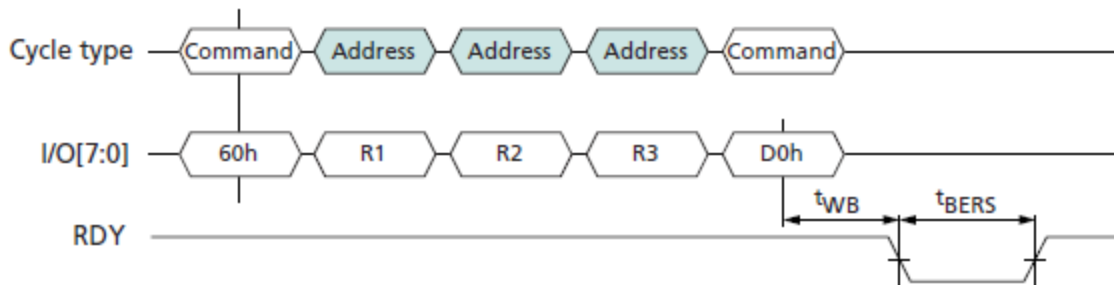 Cycle type Command Address Address Address Command
I/O[7:0] 60h R1 R2 R3 D0h
tWB tBERS
RDY